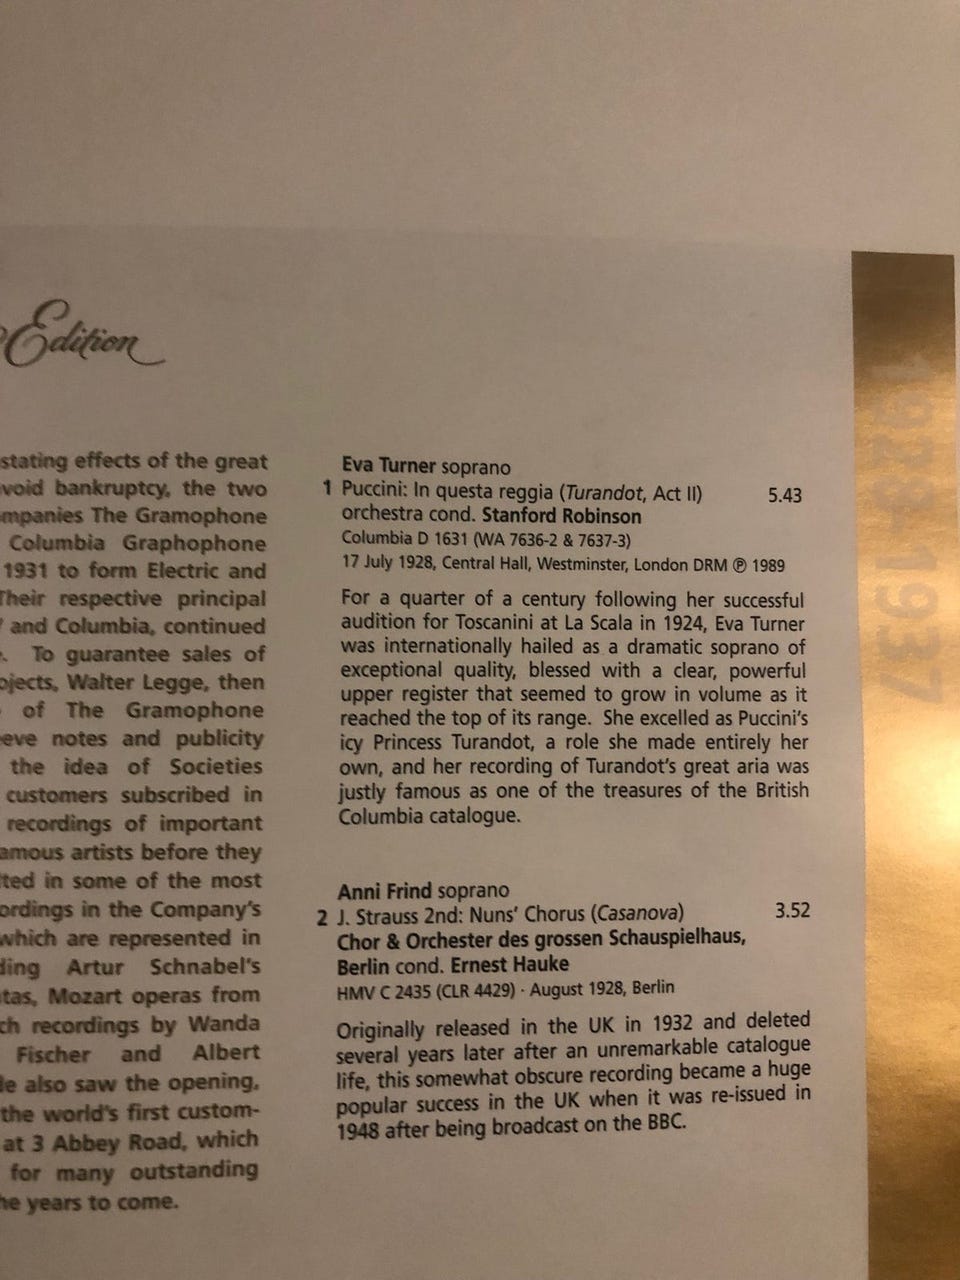 Edition
stating effects of the great
void bankruptcy, the two
mpanies The Gramophone
Columbia Graphophone
1931 to form Electric and
Their respective principal
and Columbia, continued
To guarantee sales of
ojects, Walter Legge, then
of The Gramophone
eeve notes and publicity
the idea of Societies
customers subscribed in
recordings of important
amous artists before they
ted in some of the most
ordings in the Company's
which are represented in
ding Artur Schnabel's
tas, Mozart operas from
ch recordings by Wanda
Fischer and Albert
de also saw the opening,
the world's first custom-
at 3 Abbey Road, which
for many outstanding
he years to come.
Eva Turner soprano
1 Puccini: In questa reggia (Turandot, Act II) 5.43
orchestra cond. Stanford Robinson
Columbia D 1631 (WA 7636-2 & 7637-3)
17 July 1928, Central Hall, Westminster, London DRM ℗ 1989
For a quarter of a century following her successful
audition for Toscanini at La Scala in 1924, Eva Turner
was internationally hailed as a dramatic soprano of
exceptional quality, blessed with a clear, powerful
upper register that seemed to grow in volume as it
reached the top of its range. She excelled as Puccini's
icy Princess Turandot, a role she made entirely her
own, and her recording of Turandot's great aria was
justly famous as one of the treasures of the British
Columbia catalogue.
Anni Frind soprano
2 J. Strauss 2nd: Nuns' Chorus (Casanova) 3.52
Chor & Orchester des grossen Schauspielhaus,
Berlin cond. Ernest Hauke
HMV C 2435 (CLR 4429) · August 1928, Berlin
Originally released in the UK in 1932 and deleted
several years later after an unremarkable catalogue
life, this somewhat obscure recording became a huge
popular success in the UK when it was re-issued in
1948 after being broadcast on the BBC.
1921-1937